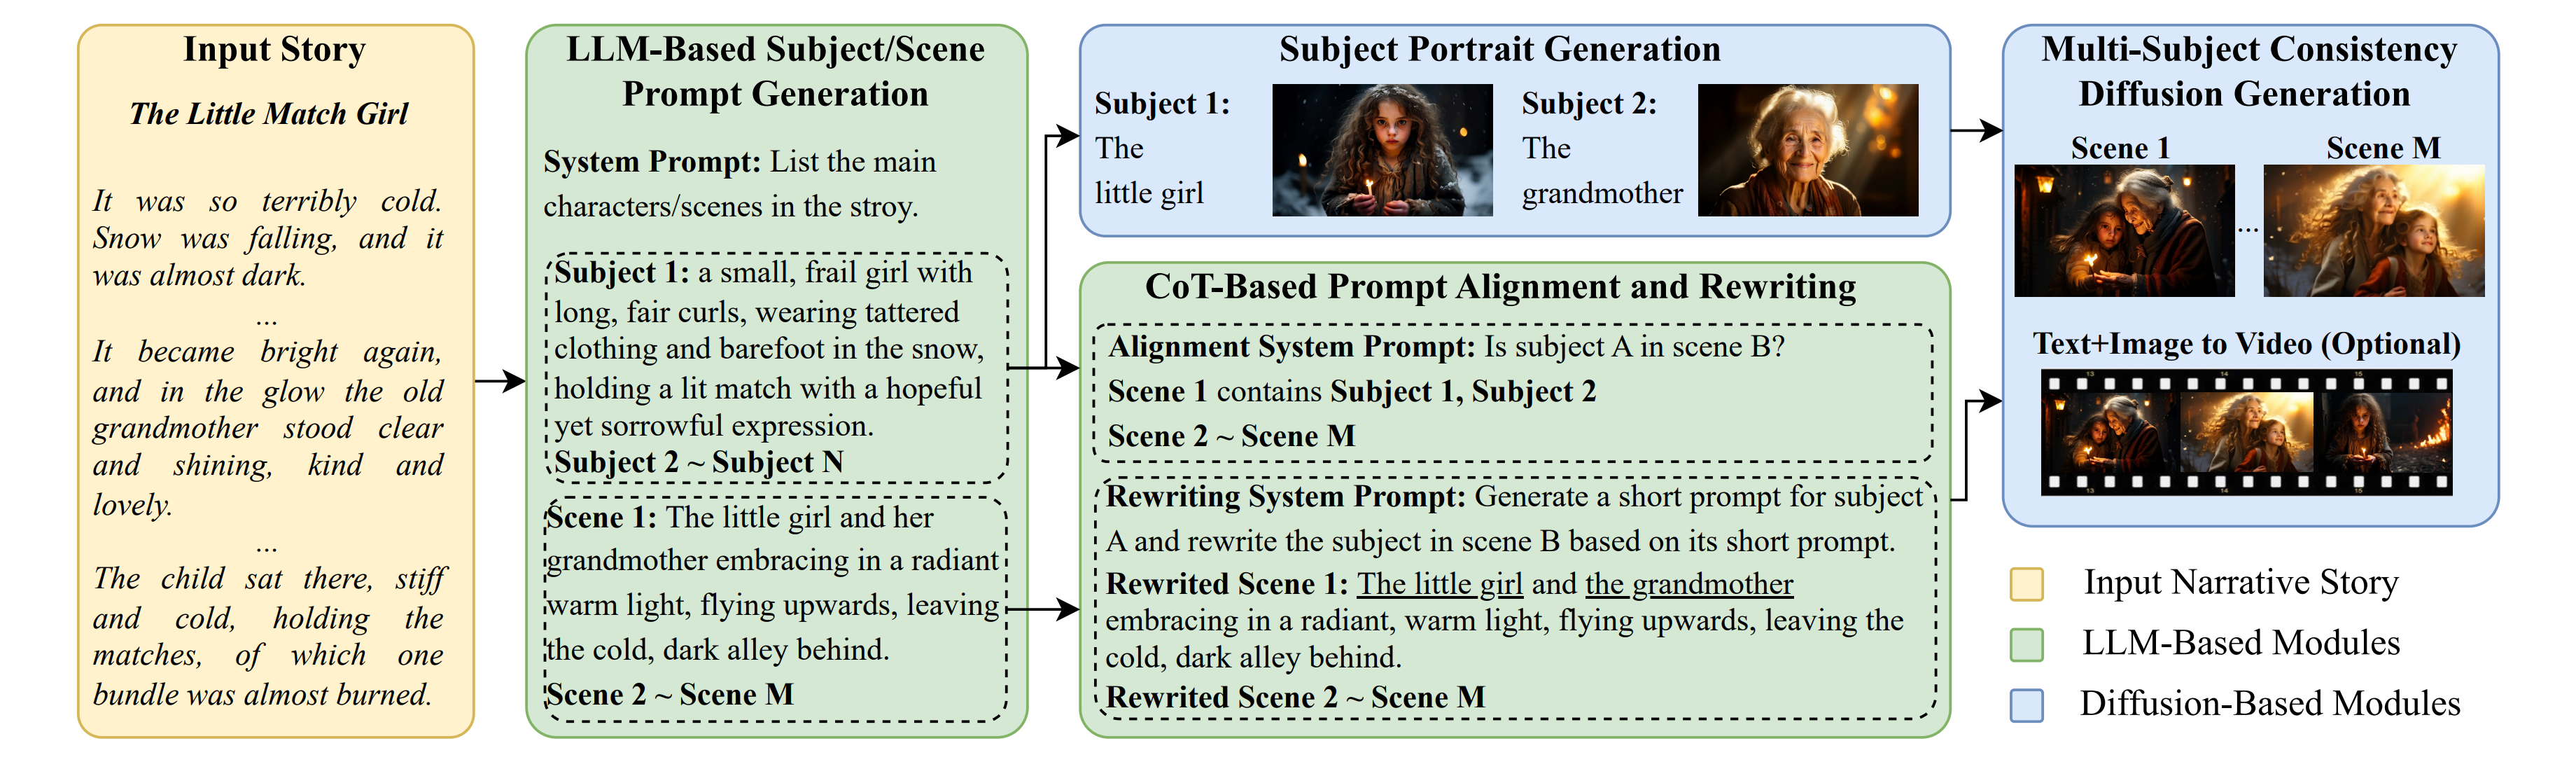 Input Story
The Little Match Girl
It was so terribly cold.
Snow was falling, and it
was almost dark.
...
It became bright again,
and in the glow the old
grandmother stood clear
and shining, kind and
lovely.
...
The child sat there, stiff
and cold, holding the
matches, of which one
bundle was almost burned.
LLM-Based Subject/Scene
Prompt Generation
System Prompt: List the main
characters/scenes in the stroy.
Subject 1: a small, frail girl with
long, fair curls, wearing tattered
clothing and barefoot in the snow,
holding a lit match with a hopeful
yet sorrowful expression.
Subject 2 ~ Subject N
Scene 1: The little girl and her
grandmother embracing in a radiant
warm light, flying upwards, leaving
the cold, dark alley behind.
Scene 2 ~ Scene M
Subject Portrait Generation
Subject 1:
The
little girl
Subject 2:
The
grandmother
CoT-Based Prompt Alignment and Rewriting
Alignment System Prompt: Is subject A in scene B?
Scene 1 contains Subject 1, Subject 2
Scene 2 ~ Scene M
Rewriting System Prompt: Generate a short prompt for subject
A and rewrite the subject in scene B based on its short prompt.
Rewrited Scene 1: The little girl and the grandmother
embracing in a radiant, warm light, flying upwards, leaving the
cold, dark alley behind.
Rewrited Scene 2 ~ Scene M
Multi-Subject Consistency
Diffusion Generation
Scene 1
Scene M
...
Text+Image to Video (Optional)
13 14 15
13 14 15
Input Narrative Story
LLM-Based Modules
Diffusion-Based Modules